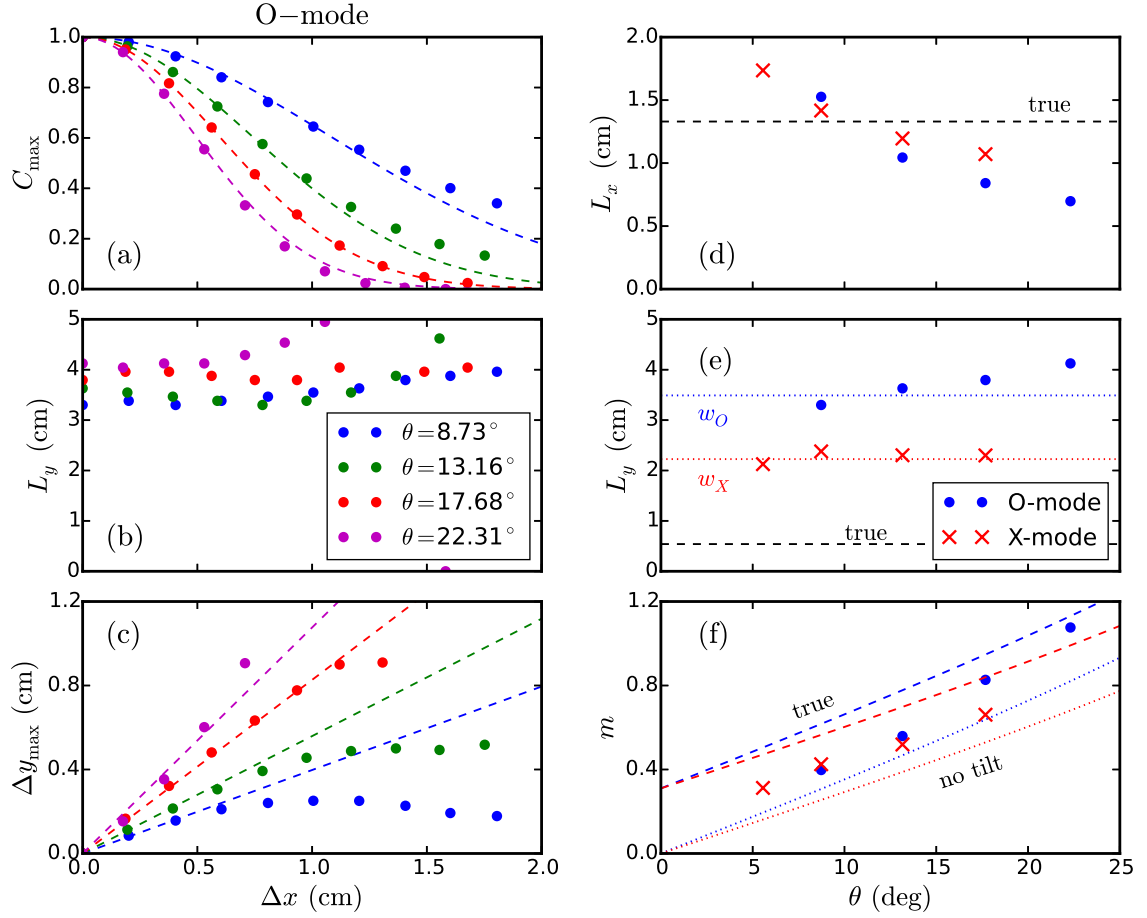 O−mode
1.0
0.8
0.6
0.4
0.2
0.0
C_max
(a)
5
4
3
2
1
0
L_y (cm)
(b)
θ=8.73°
θ=13.16°
θ=17.68°
θ=22.31°
1.2
0.8
0.4
0.0
Δy_max (cm)
(c)
0.0 0.5 1.0 1.5 2.0
Δx (cm)
2.0
1.5
1.0
0.5
0.0
L_x (cm)
true
(d)
5
4
3
2
1
0
L_y (cm)
(e)
w_O
w_X
true
O-mode
X-mode
1.2
0.8
0.4
0.0
m
(f)
true
no tilt
0 5 10 15 20 25
θ (deg)